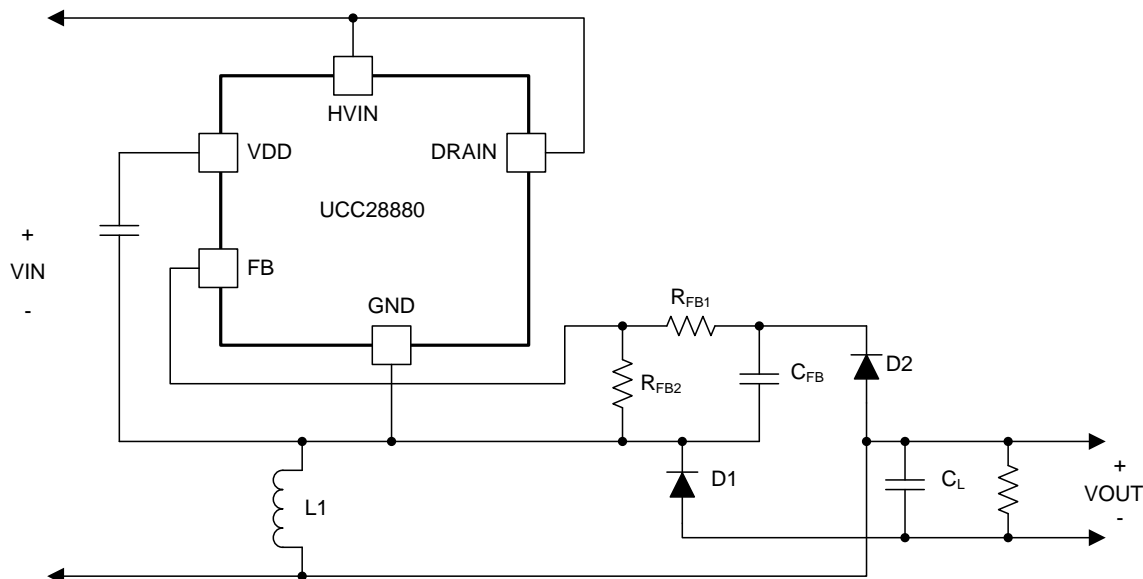 HVIN
VDD
DRAIN
UCC28880
+
VIN
-
FB
GND
RFB1
RFB2
CFB
D2
D1
CL
+
VOUT
-
L1